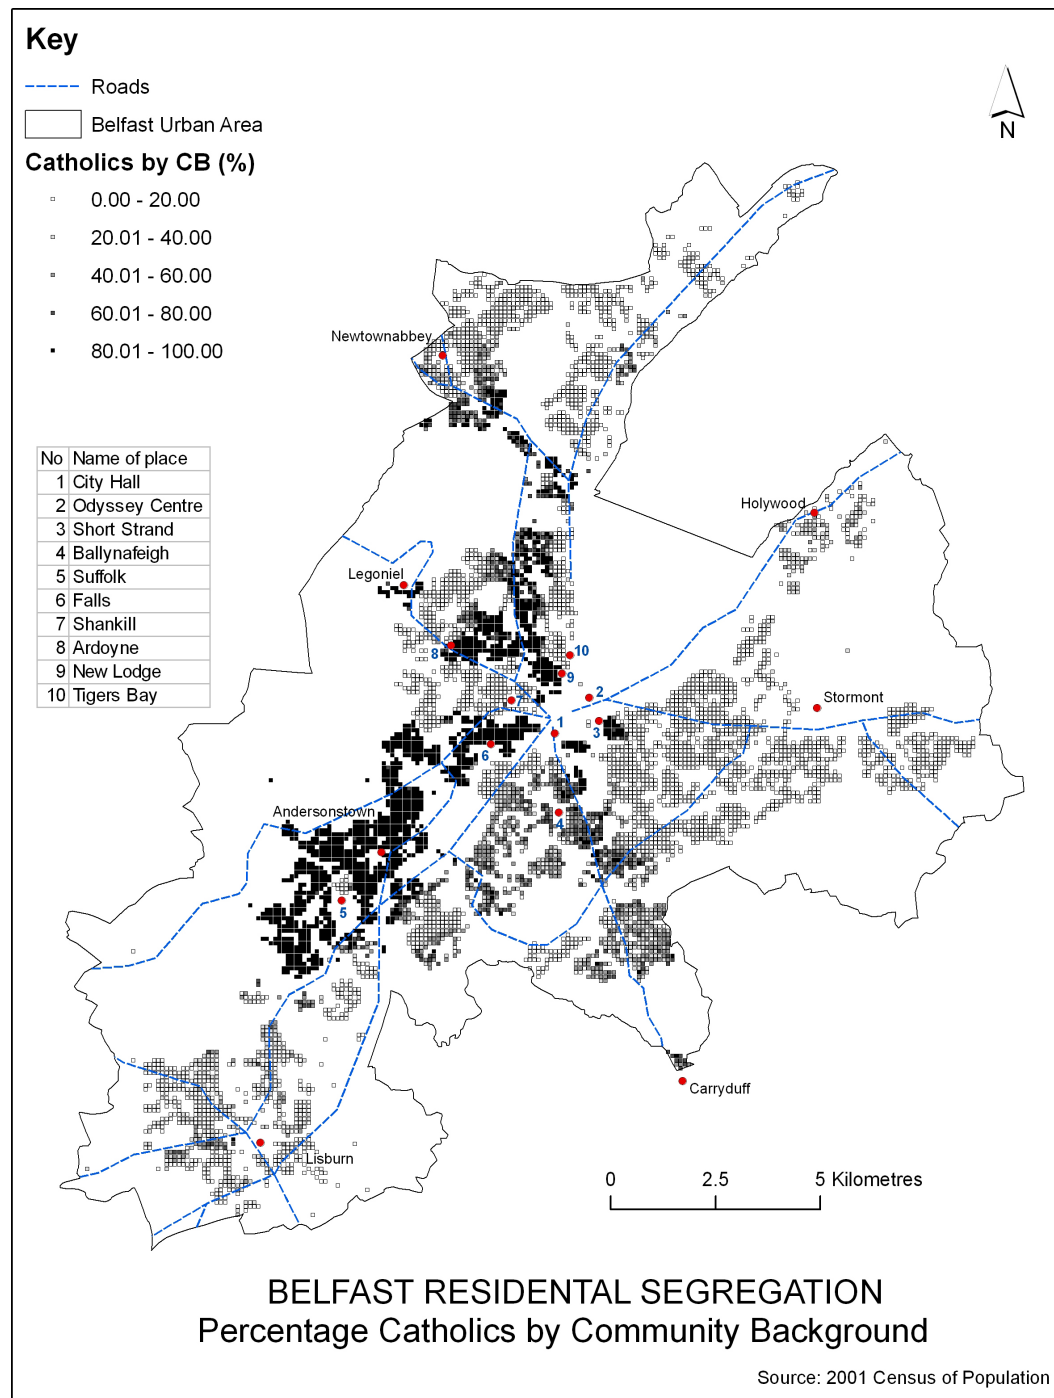 Key
Roads
Belfast Urban Area
Catholics by CB (%)
0.00 - 20.00
20.01 - 40.00
40.01 - 60.00
60.01 - 80.00
80.01 - 100.00
N
No Name of place
1 City Hall
2 Odyssey Centre
3 Short Strand
4 Ballynafeigh
5 Suffolk
6 Falls
7 Shankill
8 Ardoyne
9 New Lodge
10 Tigers Bay
Newtownabbey
Holywood
Legoniel
8
10
9
7
2
Stormont
1
3
6
Andersonstown
4
5
Carryduff
Lisburn
0 2.5 5 Kilometres
BELFAST RESIDENTIAL SEGREGATION
Percentage Catholics by Community Background
Source: 2001 Census of Population